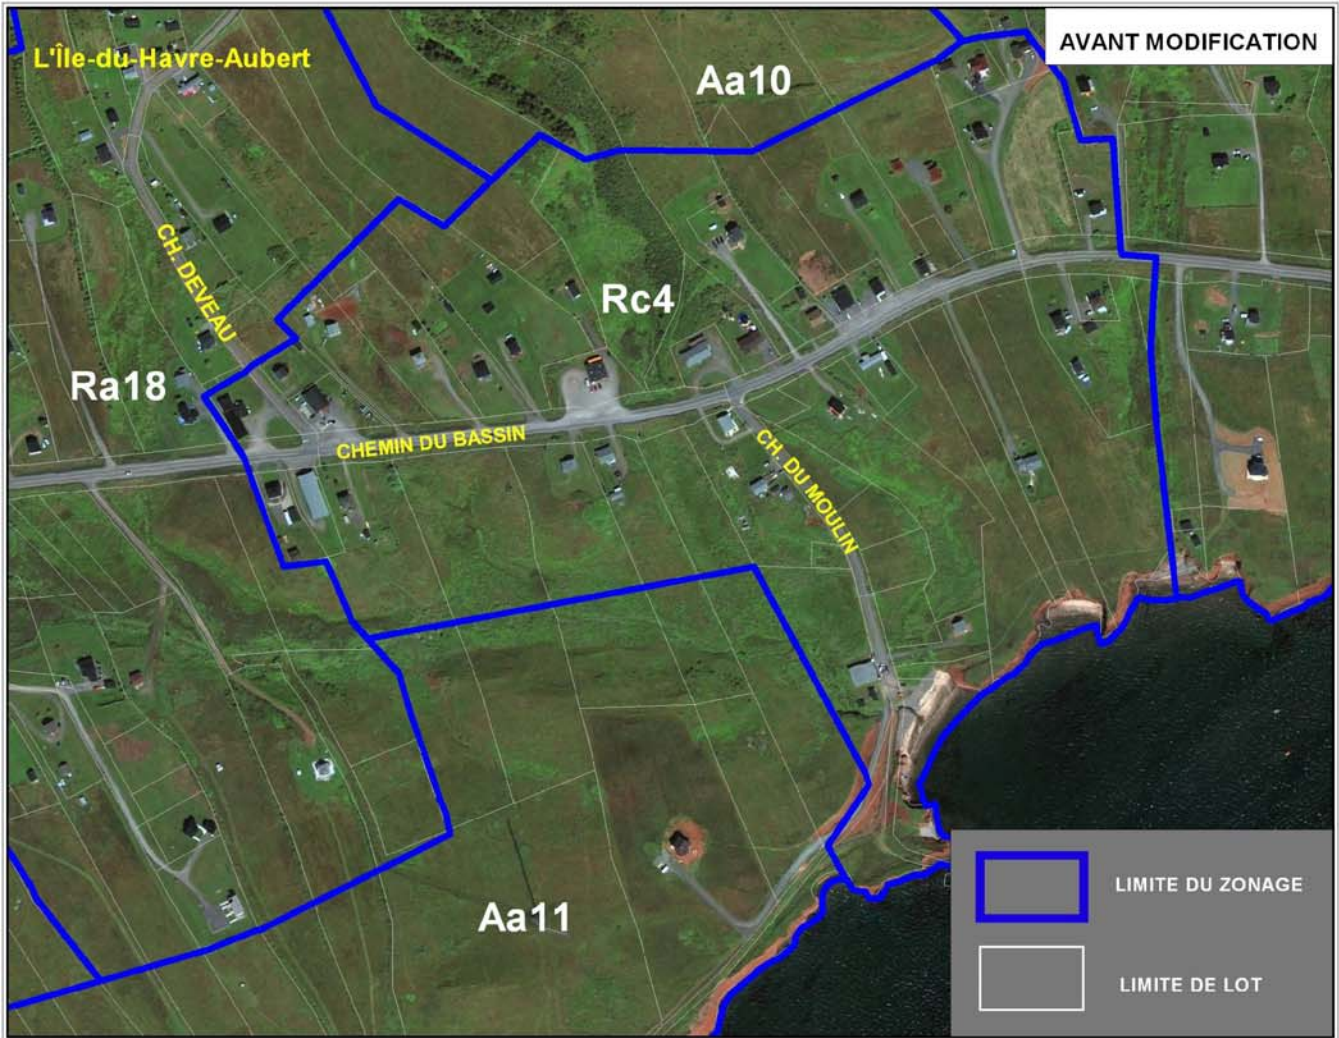 AVANT MODIFICATION
L'Île-du-Havre-Aubert
Aa10
CH. DEVEAU
Rc4
Ra18
CHEMIN DU BASSIN
CH. DU MOULIN
Aa11
LIMITE DU ZONAGE
LIMITE DE LOT